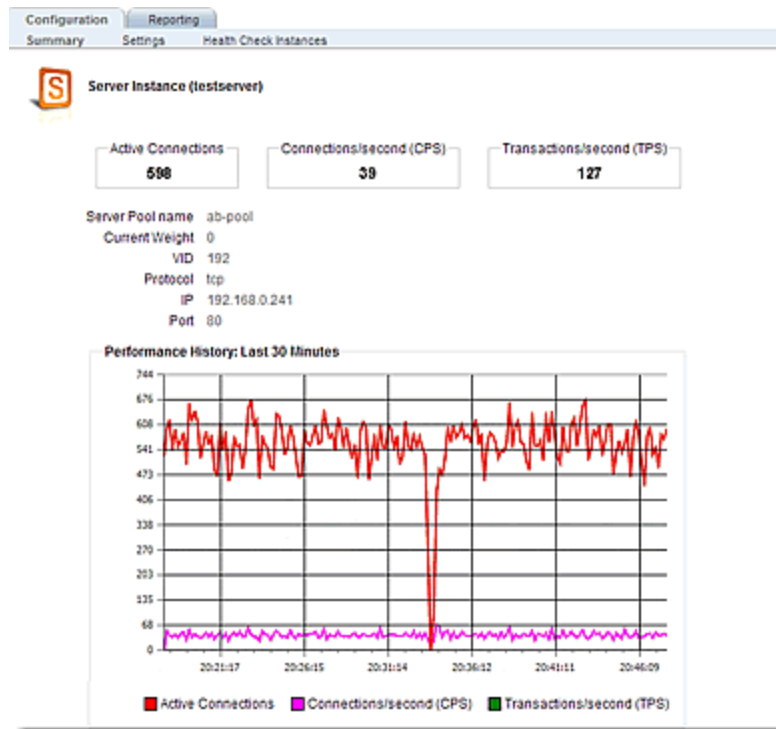 Configuration Reporting
Summary Settings Health Check Instances
S
Server Instance (testserver)
Active Connections Connections/second (CPS) Transactions/second (TPS)
598 39 127
Server Pool name ab-pool
Current Weight 0
VID 192
Protocol tcp
IP 192.168.0.241
Port 80
Performance History: Last 30 Minutes
744
676
608
541
473
406
338
270
203
135
68
0
20:21:17 20:26:15 20:31:14 20:36:12 20:41:11 20:46:09
Active Connections Connections/second (CPS) Transactions/second (TPS)